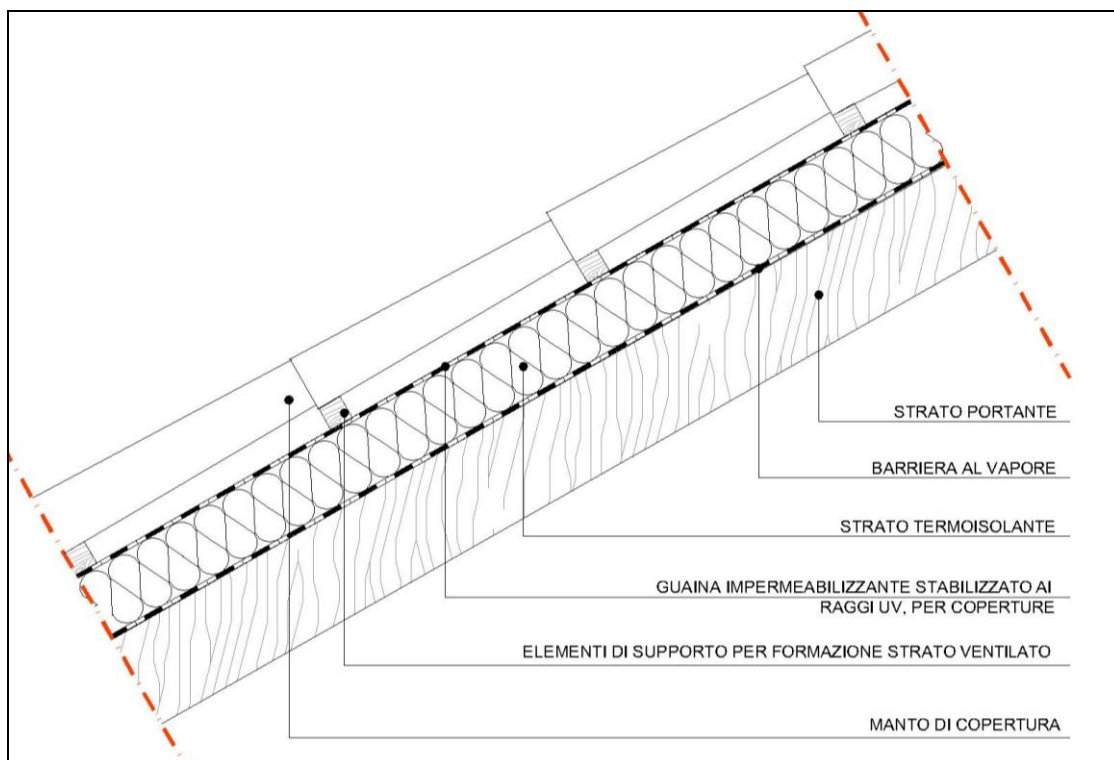 STRATO PORTANTE
BARRIERA AL VAPORE
STRATO TERMOISOLANTE
GUAINA IMPERMEABILIZZANTE STABILIZZATO AI
RAGGI UV, PER COPERTURE
ELEMENTI DI SUPPORTO PER FORMAZIONE STRATO VENTILATO
MANTO DI COPERTURA